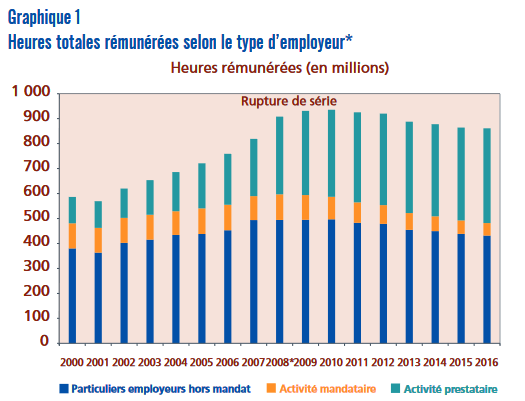 Graphique 1
Heures totales rémunérées selon le type d'employeur*
Heures rémunérées (en millions)
Rupture de série
1 000
900
800
700
600
500
400
300
200
100
0
2000 2001 2002 2003 2004 2005 2006 2007 2008*2009 2010 2011 2012 2013 2014 2015 2016
Particuliers employeurs hors mandat Activité mandataire Activité prestataire